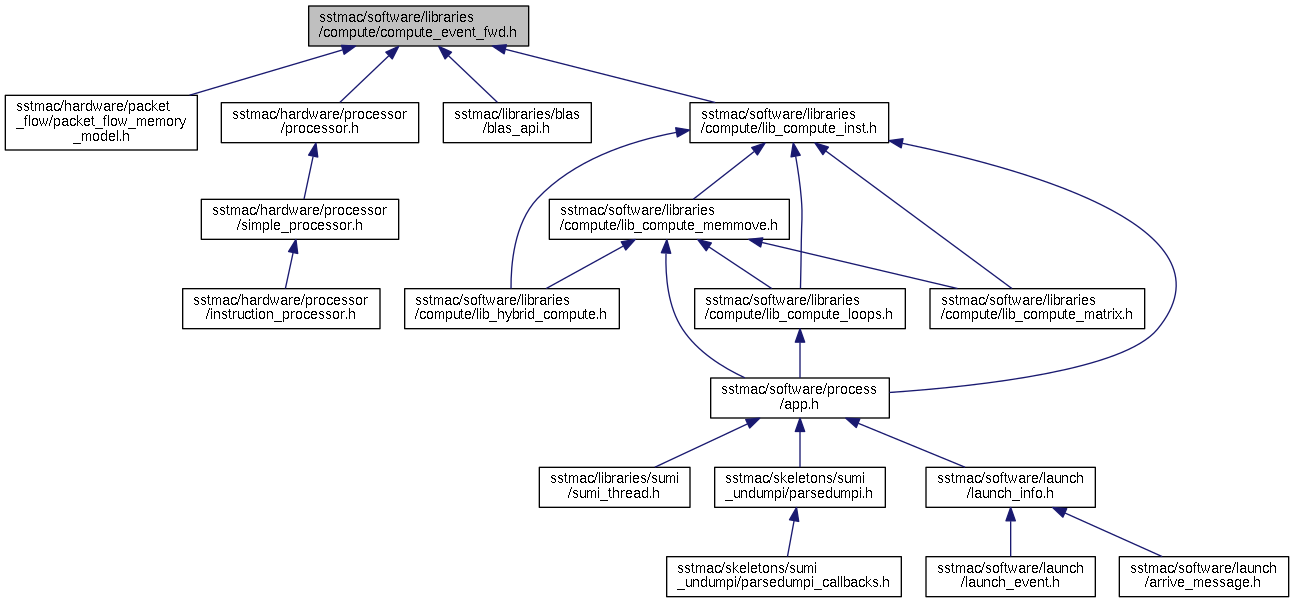 sstmac/software/libraries
/compute/compute_event_fwd.h
sstmac/hardware/packet
_flow/packet_flow_memory
_model.h
sstmac/hardware/processor
/processor.h
sstmac/libraries/blas
/blas_api.h
sstmac/software/libraries
/compute/lib_compute_inst.h
sstmac/hardware/processor
/simple_processor.h
sstmac/software/libraries
/compute/lib_compute_memmove.h
sstmac/hardware/processor
/instruction_processor.h
sstmac/software/libraries
/compute/lib_hybrid_compute.h
sstmac/software/libraries
/compute/lib_compute_loops.h
sstmac/software/libraries
/compute/lib_compute_matrix.h
sstmac/software/process
/app.h
sstmac/libraries/sumi
/sumi_thread.h
sstmac/skeletons/sumi
_undumpi/parsedumpi.h
sstmac/software/launch
/launch_info.h
sstmac/skeletons/sumi
_undumpi/parsedumpi_callbacks.h
sstmac/software/launch
/launch_event.h
sstmac/software/launch
/arrive_message.h